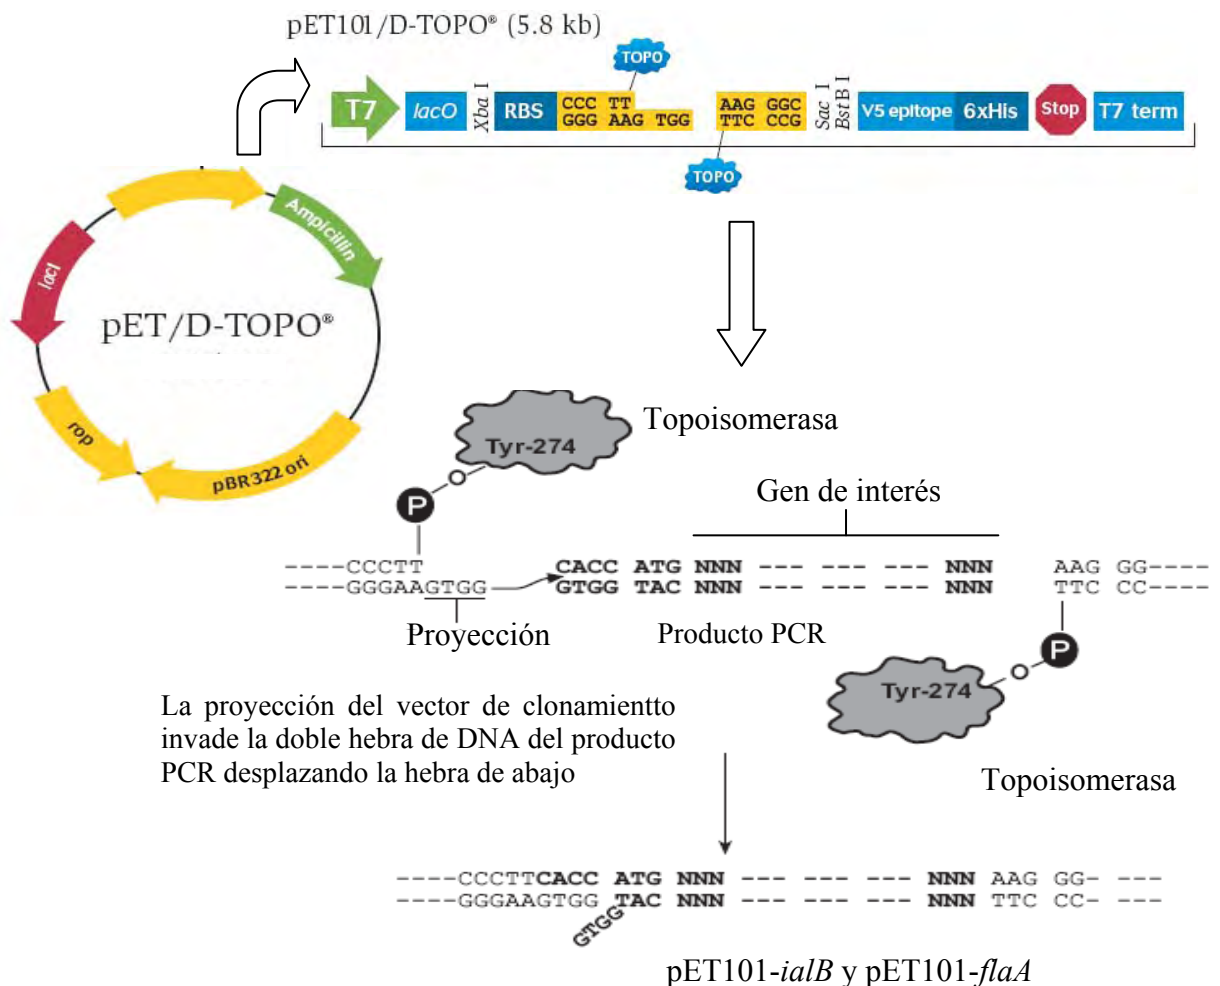 pET101/D-TOPO® (5.8 kb)
TOPO
T7 lacO Xba I RBS CCC TT AAG GGC Sac I BstB I V5 epitope 6xHis Stop T7 term
GGG AAG TGG TTC CCG
TOPO
Ampicillin
lacI
pET/D-TOPO®
rop
pBR322 ori
Topoisomerasa
Tyr-274
O
P
Gen de interés
----CCCTT CACC ATG NNN --- --- --- --- NNN AAG GG----
----GGGAAGTGG GTGG TAC NNN --- --- --- --- NNN TTC CC----
Proyección
Producto PCR
P
O
Tyr-274
La proyección del vector de clonamientto
invade la doble hebra de DNA del producto
PCR desplazando la hebra de abajo
Topoisomerasa
----CCCTTCACC ATG NNN --- --- --- --- NNN AAG GG- ---
----GGGAAGTGG TAC NNN --- --- --- --- NNN TTC CC- ---
GTGG
pET101-ialB y pET101-flaA